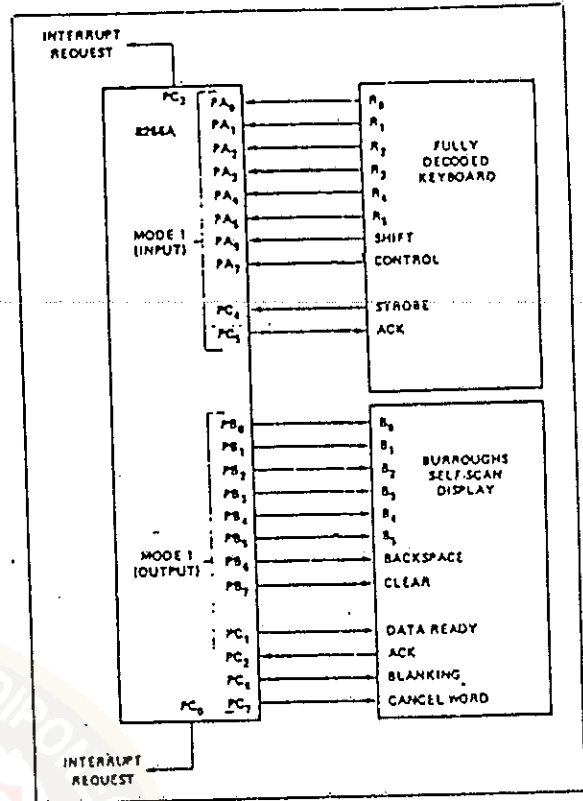 INTERRUPT
REQUEST
PC₃
8255A
PA₀ R₀
PA₁ R₁
PA₂ R₂
PA₃ R₃
PA₄ R₄
PA₅ R₅
PA₆ SHIFT
PA₇ CONTROL
FULLY
DECODED
KEYBOARD
MODE 1
(INPUT)
PC₄ STROBE
PC₅ ACK
PB₀ B₀
PB₁ B₁
PB₂ B₂
PB₃ B₃
PB₄ B₄
PB₅ B₅
PB₆ BACKSPACE
PB₇ CLEAR
BURROUGHS
SELF-SCAN
DISPLAY
MODE 1
(OUTPUT)
PC₁ DATA READY
PC₂ ACK
PC₆ BLANKING
PC₇ CANCEL WORD
PC₀
INTERRUPT
REQUEST